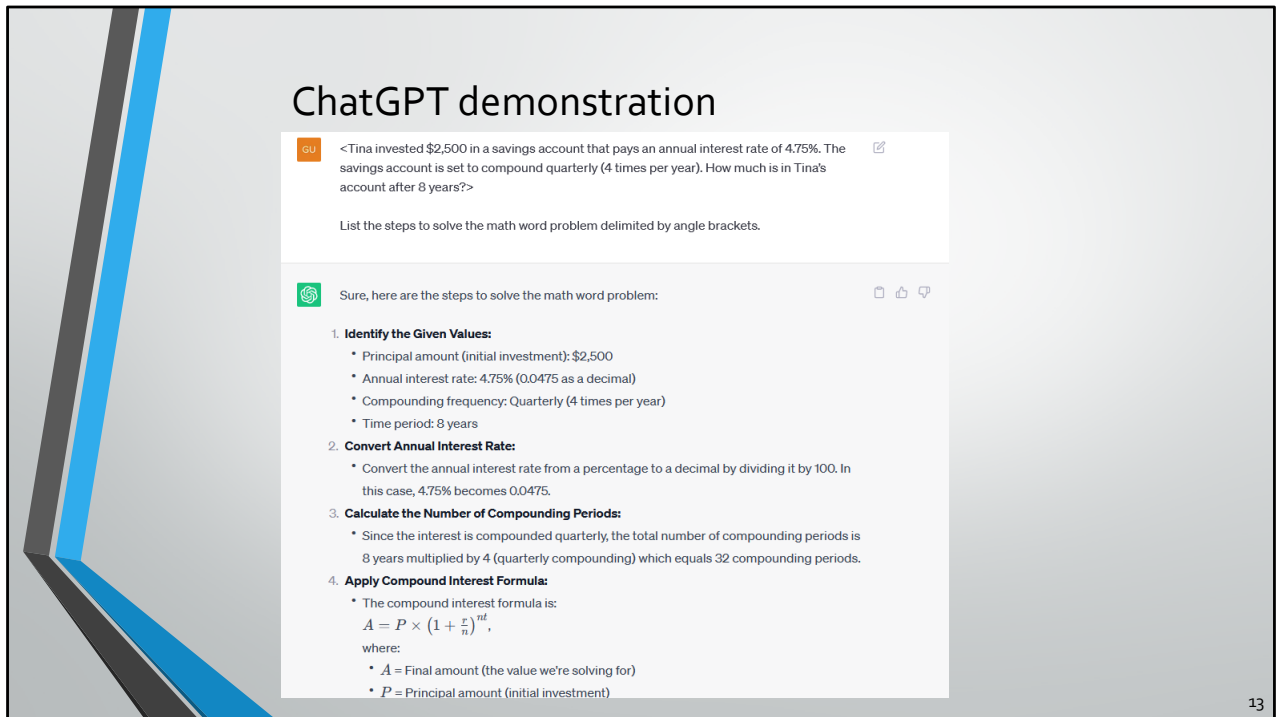 ChatGPT demonstration
GU
<Tina invested $2,500 in a savings account that pays an annual interest rate of 4.75%. The
savings account is set to compound quarterly (4 times per year). How much is in Tina's
account after 8 years?>
List the steps to solve the math word problem delimited by angle brackets.
Sure, here are the steps to solve the math word problem:
1. Identify the Given Values:
• Principal amount (initial investment): $2,500
• Annual interest rate: 4.75% (0.0475 as a decimal)
• Compounding frequency: Quarterly (4 times per year)
• Time period: 8 years
2. Convert Annual Interest Rate:
• Convert the annual interest rate from a percentage to a decimal by dividing it by 100. In
this case, 4.75% becomes 0.0475.
3. Calculate the Number of Compounding Periods:
• Since the interest is compounded quarterly, the total number of compounding periods is
8 years multiplied by 4 (quarterly compounding) which equals 32 compounding periods.
4. Apply Compound Interest Formula:
• The compound interest formula is:
A = P × (1 + r/n)^nt,
where:
• A = Final amount (the value we're solving for)
• P = Principal amount (initial investment)
13